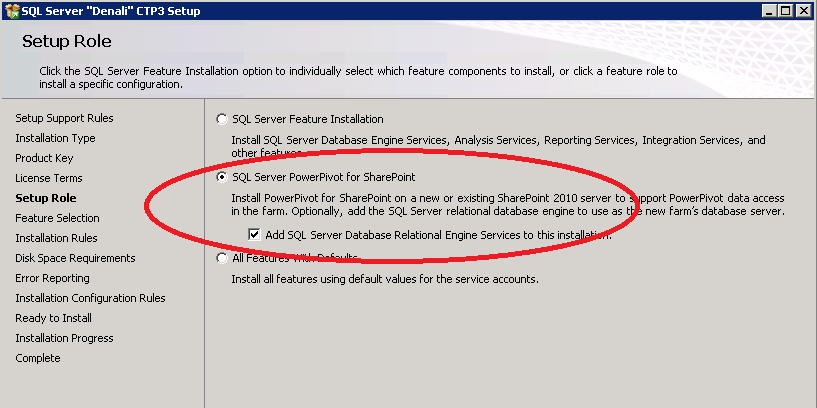 SQL Server "Denali" CTP3 Setup
Setup Role
Click the SQL Server Feature Installation option to individually select which feature components to install, or click a feature role to
install a specific configuration.
Setup Support Rules
Installation Type
Product Key
License Terms
Setup Role
Feature Selection
Installation Rules
Disk Space Requirements
Error Reporting
Installation Configuration Rules
Ready to Install
Installation Progress
Complete
SQL Server Feature Installation
Install SQL Server Database Engine Services, Analysis Services, Reporting Services, Integration Services, and
other features.
SQL Server PowerPivot for SharePoint
Install PowerPivot for SharePoint on a new or existing SharePoint 2010 server to support PowerPivot data access
in the farm. Optionally, add the SQL Server relational database engine to use as the new farm's database server.
Add SQL Server Database Relational Engine Services to this installation.
All Features With Defaults
Install all features using default values for the service accounts.